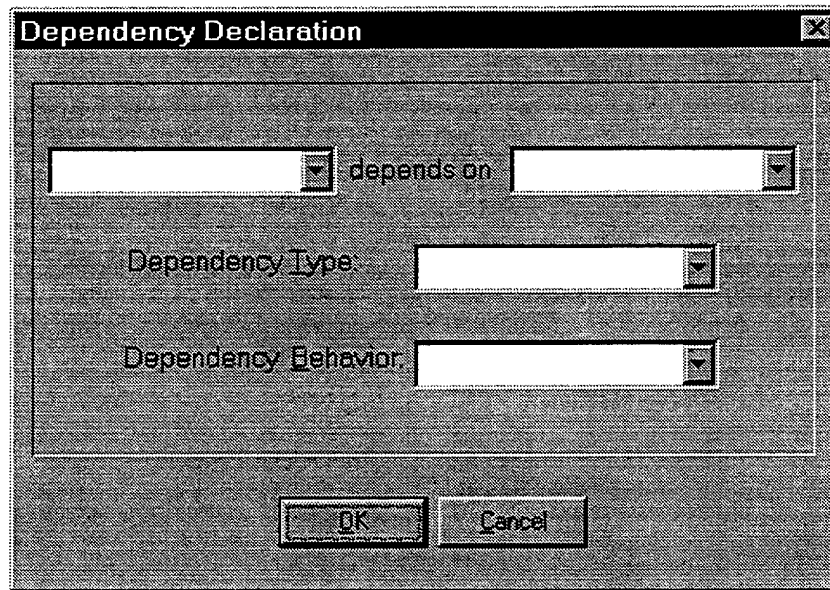 Dependency Declaration
depends on
Dependency Type:
Dependency Behavior:
OK Cancel